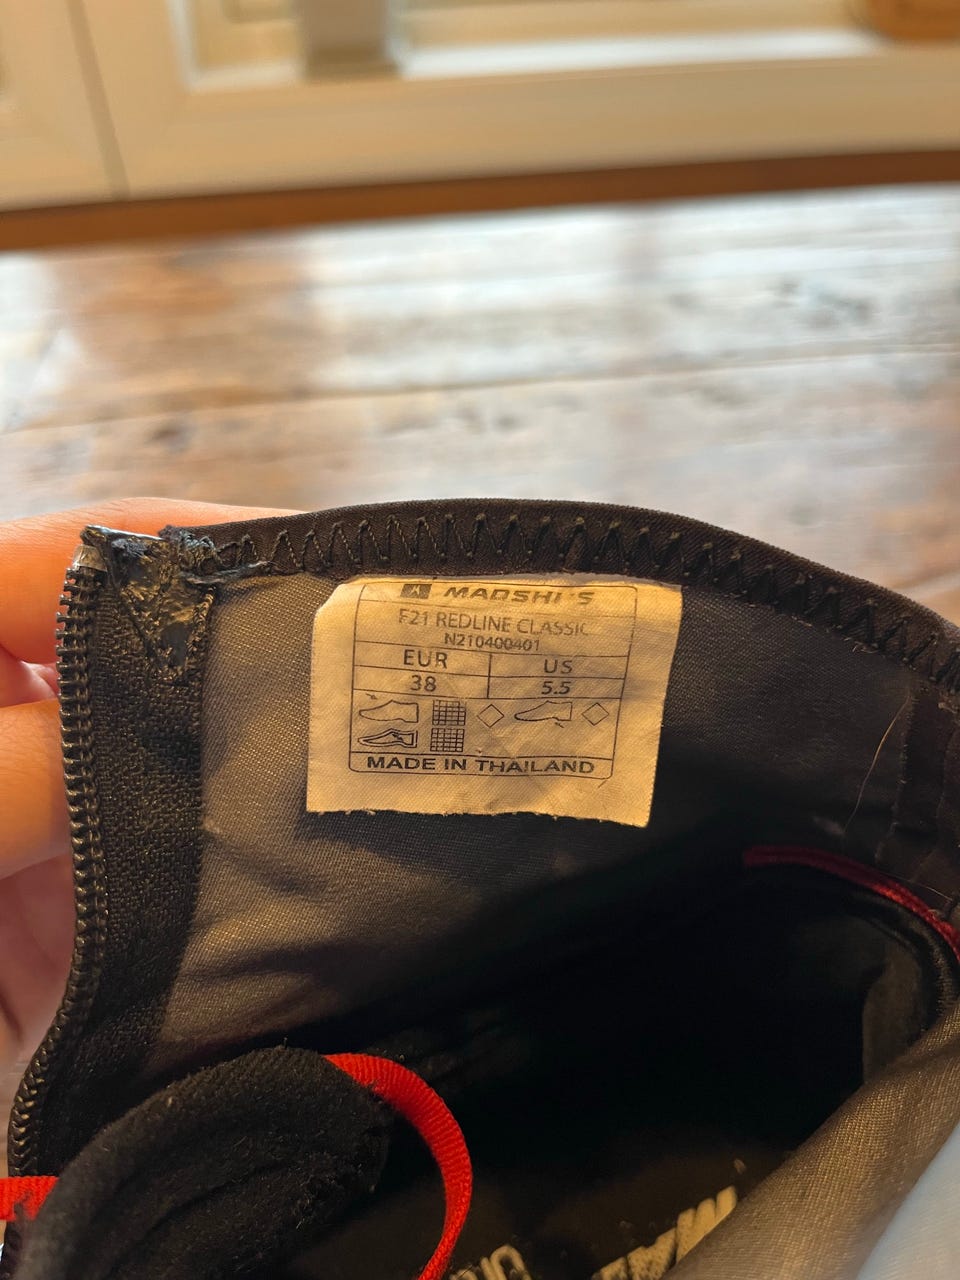 MADSHUS
F21 REDLINE CLASSIC
N210400401
EUR US
38 5.5
MADE IN THAILAND